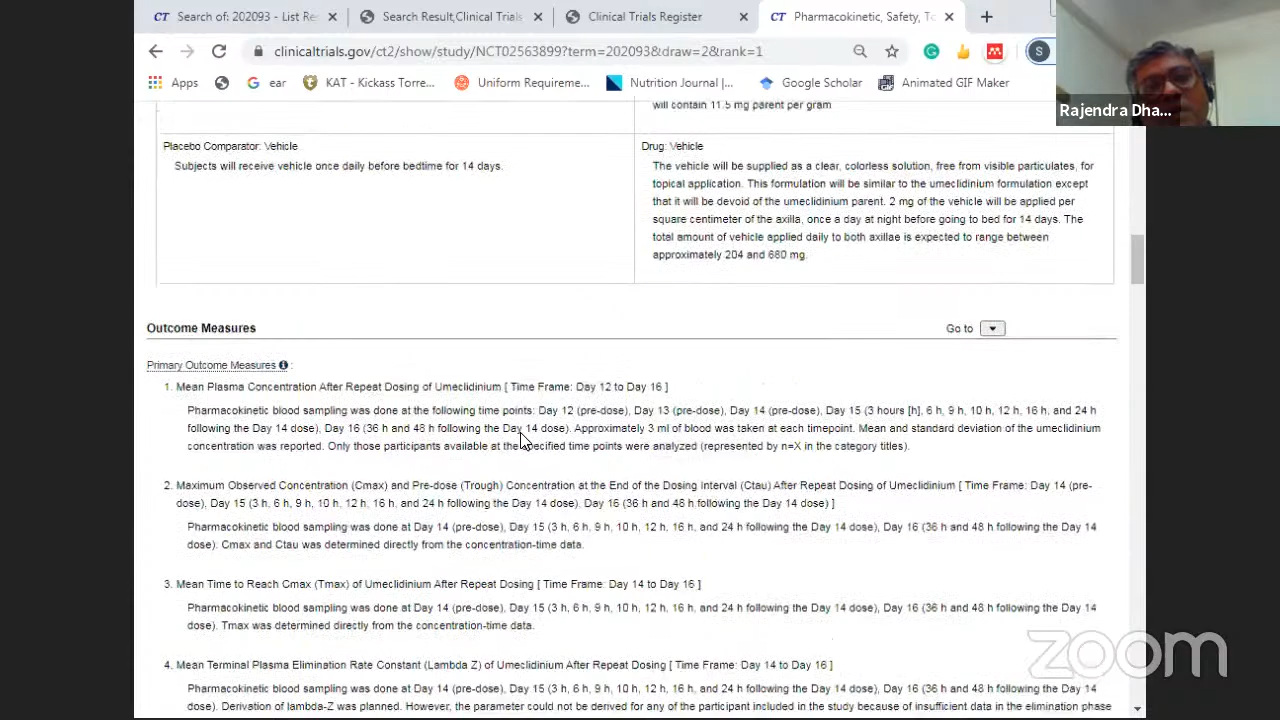 CT Search of: 202093 - List Re
Search Result,Clinical Trials
Clinical Trials Register
CT Pharmacokinetic, Safety, To
clinicaltrials.gov/ct2/show/study/NCT02563899?term=202093&draw=2&rank=1
S
Apps
ear
KAT - Kickass Torre...
Uniform Requireme...
Nutrition Journal |...
Google Scholar
Animated GIF Maker
Rajendra Dha...
will contain 11.5 mg parent per gram
Placebo Comparator: Vehicle
Subjects will receive vehicle once daily before bedtime for 14 days.
Drug: Vehicle
The vehicle will be supplied as a clear, colorless solution, free from visible particulates, for
topical application. This formulation will be similar to the umeclidinium formulation except
that it will be devoid of the umeclidinium parent. 2 mg of the vehicle will be applied per
square centimeter of the axilla, once a day at night before going to bed for 14 days. The
total amount of vehicle applied daily to both axillae is expected to range between
approximately 204 and 680 mg.
Outcome Measures
Go to
Primary Outcome Measures :
1. Mean Plasma Concentration After Repeat Dosing of Umeclidinium [ Time Frame: Day 12 to Day 16 ]
Pharmacokinetic blood sampling was done at the following time points: Day 12 (pre-dose), Day 13 (pre-dose), Day 14 (pre-dose), Day 15 (3 hours [h], 6 h, 9 h, 10 h, 12 h, 16 h, and 24 h
following the Day 14 dose), Day 16 (36 h and 48 h following the Day 14 dose). Approximately 3 ml of blood was taken at each timepoint. Mean and standard deviation of the umeclidinium
concentration was reported. Only those participants available at the specified time points were analyzed (represented by n=X in the category titles).
2. Maximum Observed Concentration (Cmax) and Pre-dose (Trough) Concentration at the End of the Dosing Interval (Ctau) After Repeat Dosing of Umeclidinium [ Time Frame: Day 14 (pre-
dose), Day 15 (3 h, 6 h, 9 h, 10 h, 12 h, 16 h, and 24 h following the Day 14 dose), Day 16 (36 h and 48 h following the Day 14 dose) ]
Pharmacokinetic blood sampling was done at Day 14 (pre-dose), Day 15 (3 h, 6 h, 9 h, 10 h, 12 h, 16 h, and 24 h following the Day 14 dose), Day 16 (36 h and 48 h following the Day 14
dose). Cmax and Ctau was determined directly from the concentration-time data.
3. Mean Time to Reach Cmax (Tmax) of Umeclidinium After Repeat Dosing [ Time Frame: Day 14 to Day 16 ]
Pharmacokinetic blood sampling was done at Day 14 (pre-dose), Day 15 (3 h, 6 h, 9 h, 10 h, 12 h, 16 h, and 24 h following the Day 14 dose), Day 16 (36 h and 48 h following the Day 14
dose). Tmax was determined directly from the concentration-time data.
4. Mean Terminal Plasma Elimination Rate Constant (Lambda Z) of Umeclidinium After Repeat Dosing [ Time Frame: Day 14 to Day 16 ]
Pharmacokinetic blood sampling was done at Day 14 (pre-dose), Day 15 (3 h, 6 h, 9 h, 10 h, 12 h, 16 h, and 24 h following the Day 14 dose), Day 16 (36 h and 48 h following the Day 14
dose). Derivation of lambda-Z was planned. However, the parameter could not be derived for any of the participant included in the study because of insufficient data in the elimination phase
zoom